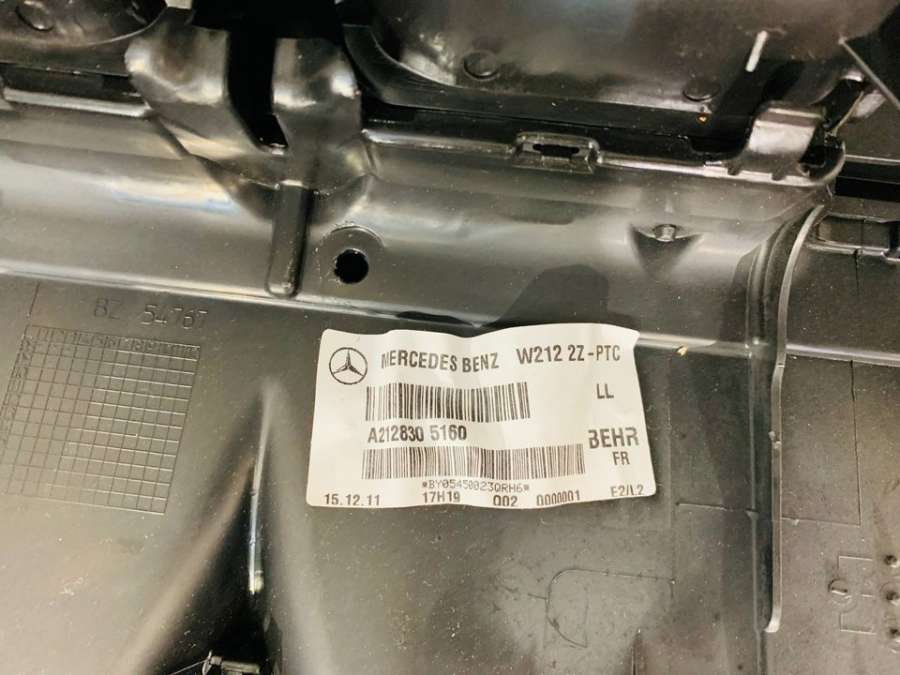 BZ 54767
MERCEDES BENZ W212 2Z-PTC
LL
A212830 5160
BEHR
FR
*BY05450023QRH6*
15.12.11 17H19 002 0000001 E2/L2